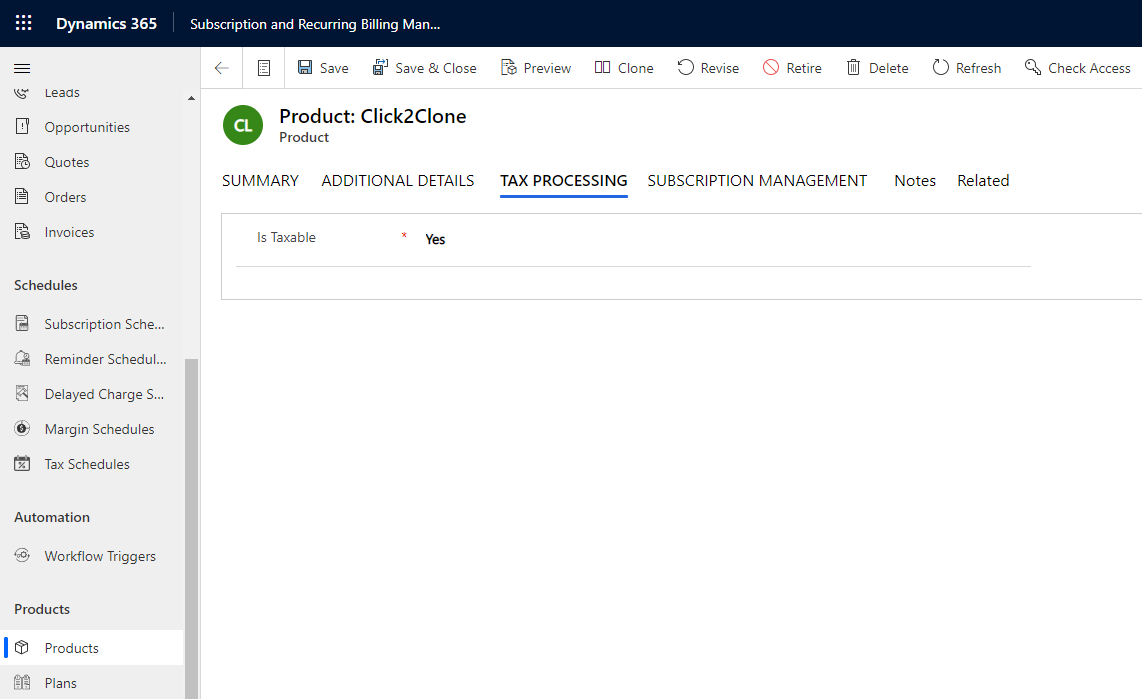 Dynamics 365
Subscription and Recurring Billing Man...
Leads
Opportunities
Quotes
Orders
Invoices
Schedules
Subscription Sche...
Reminder Schedul...
Delayed Charge S...
Margin Schedules
Tax Schedules
Automation
Workflow Triggers
Products
Products
Plans
Save
Save & Close
Preview
Clone
Revise
Retire
Delete
Refresh
Check Access
CL
Product: Click2Clone
Product
SUMMARY
ADDITIONAL DETAILS
TAX PROCESSING
SUBSCRIPTION MANAGEMENT
Notes
Related
Is Taxable
*
Yes